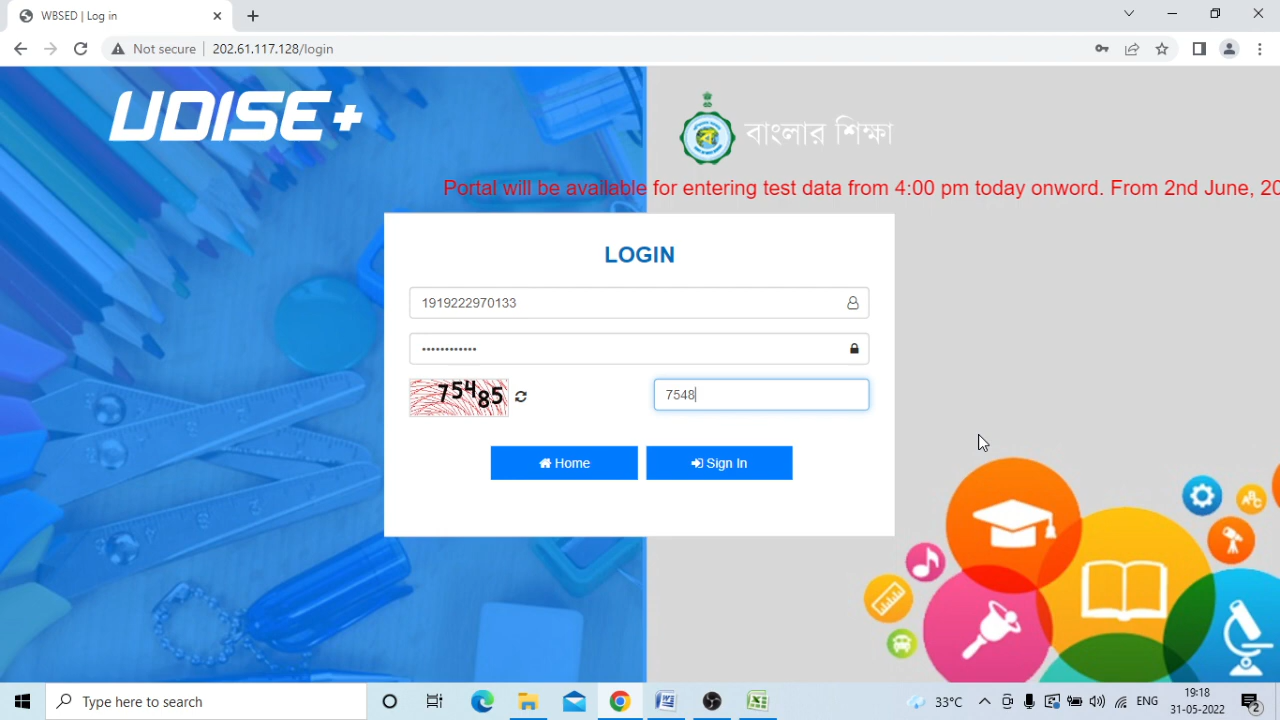 WBSED | Log in
Not secure
202.61.117.128/login
UDISE+
বাংলার শিক্ষা
Portal will be available for entering test data from 4:00 pm today onword. From 2nd June, 20
LOGIN
1919222970133
••••••••••••
75485
7548
Home
Sign In
Type here to search
33°C
ENG
19:18
31-05-2022
2